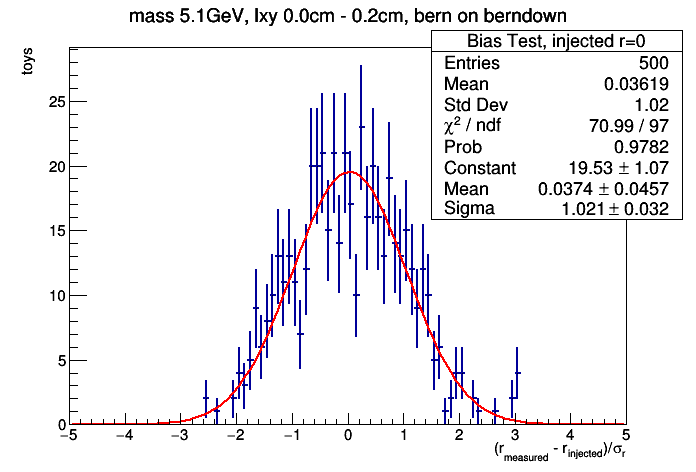 mass 5.1GeV, lxy 0.0cm - 0.2cm, bern on berndown
toys
Bias Test, injected r=0
Entries 500
Mean 0.03619
Std Dev 1.02
χ² / ndf 70.99 / 97
Prob 0.9782
Constant 19.53 ± 1.07
Mean 0.0374 ± 0.0457
Sigma 1.021 ± 0.032
25
20
15
10
5
0
−5 −4 −3 −2 −1 0 1 2 3 4 5
(r_measured - r_injected)/σ_r